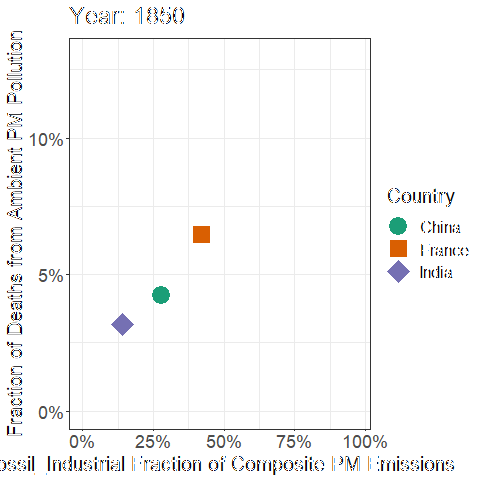 Year: 1850
Fraction of Deaths from Ambient PM Pollution
10%
5%
0%
0%
25%
50%
75%
100%
ossil_Industrial Fraction of Composite PM Emissions
Country
China
France
India